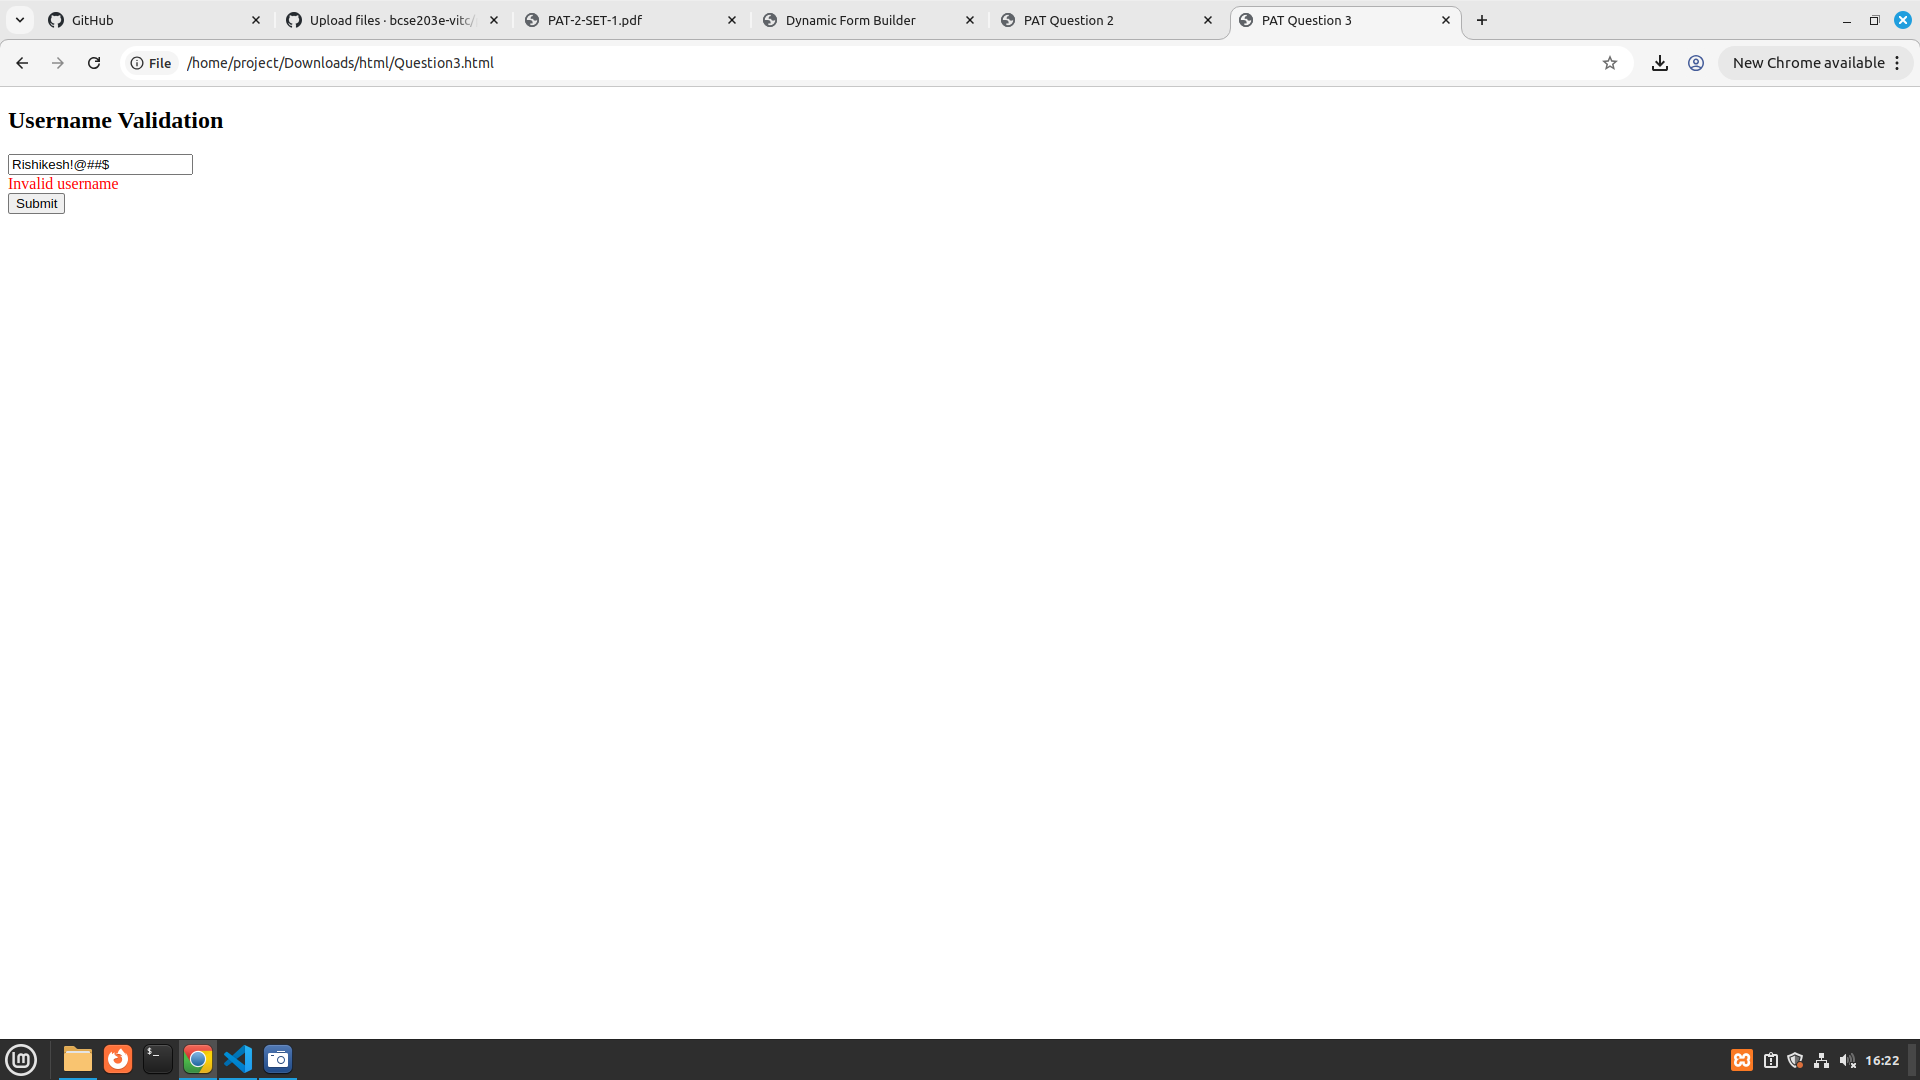 GitHub
Upload files · bcse203e-vitc/
PAT-2-SET-1.pdf
Dynamic Form Builder
PAT Question 2
PAT Question 3
File
/home/project/Downloads/html/Question3.html
New Chrome available
Username Validation
Rishikesh!@##$
Invalid username
Submit
lm
$_
16:22